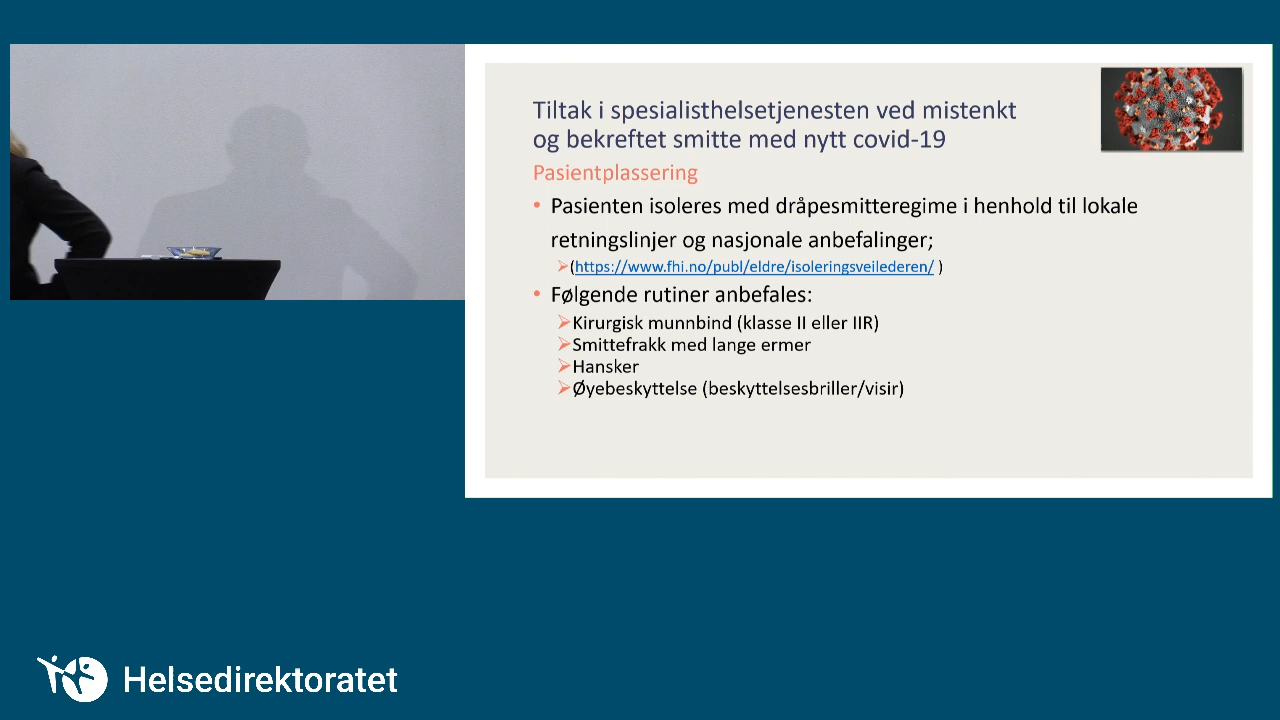 Tiltak i spesialisthelsetjenesten ved mistenkt
og bekreftet smitte med nytt covid-19
Pasientplassering
• Pasienten isoleres med dråpesmitteregime i henhold til lokale
retningslinjer og nasjonale anbefalinger;
➢(https://www.fhi.no/publ/eldre/isoleringsveilederen/ )
• Følgende rutiner anbefales:
➢Kirurgisk munnbind (klasse II eller IIR)
➢Smittefrakk med lange ermer
➢Hansker
➢Øyebeskyttelse (beskyttelsesbriller/visir)
Helsedirektoratet